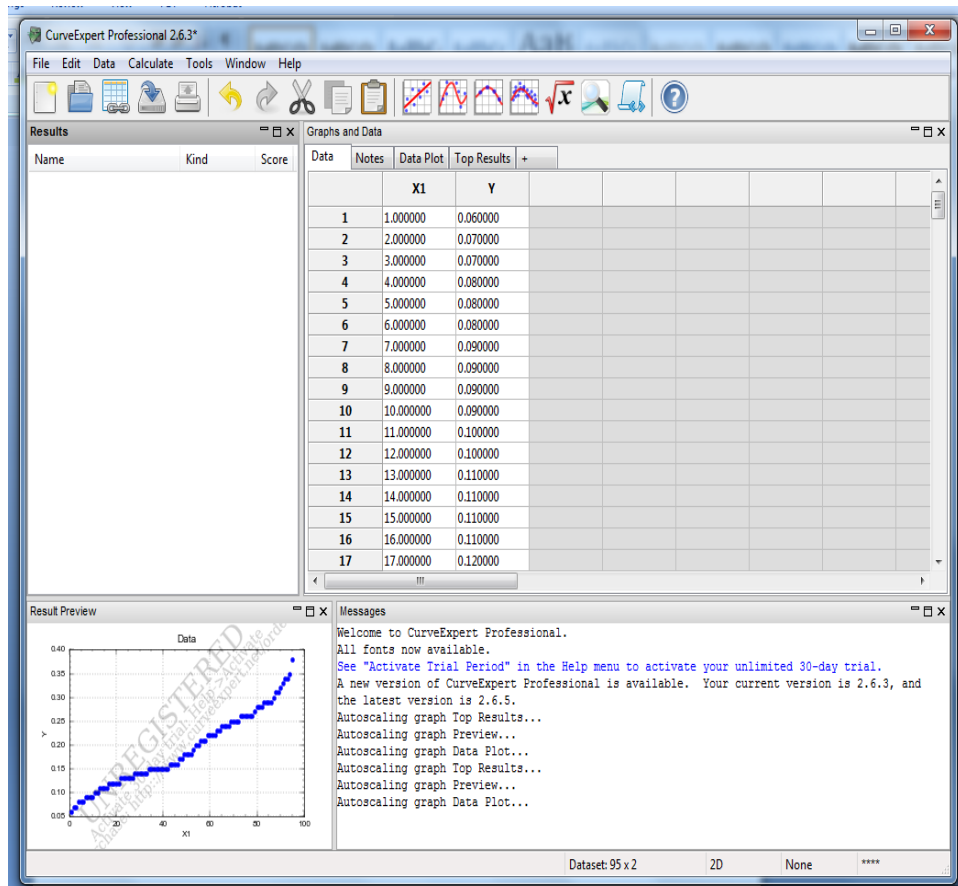 CurveExpert Professional 2.6.3*
File Edit Data Calculate Tools Window Help
Results
Name Kind Score
Graphs and Data
Data Notes Data Plot Top Results +
X1 Y
1 1.000000 0.060000
2 2.000000 0.070000
3 3.000000 0.070000
4 4.000000 0.080000
5 5.000000 0.080000
6 6.000000 0.080000
7 7.000000 0.090000
8 8.000000 0.090000
9 9.000000 0.090000
10 10.000000 0.090000
11 11.000000 0.100000
12 12.000000 0.100000
13 13.000000 0.110000
14 14.000000 0.110000
15 15.000000 0.110000
16 16.000000 0.110000
17 17.000000 0.120000
Result Preview
Data
0.40
0.35
0.30
0.25
0.20
0.15
0.10
0.05
Y
0 20 40 60 80 100
X1
UNREGISTERED
Messages
Welcome to CurveExpert Professional.
All fonts now available.
See "Activate Trial Period" in the Help menu to activate your unlimited 30-day trial.
A new version of CurveExpert Professional is available. Your current version is 2.6.3, and
the latest version is 2.6.5.
Autoscaling graph Top Results...
Autoscaling graph Preview...
Autoscaling graph Data Plot...
Autoscaling graph Top Results...
Autoscaling graph Preview...
Autoscaling graph Data Plot...
Dataset: 95 x 2 2D None ****